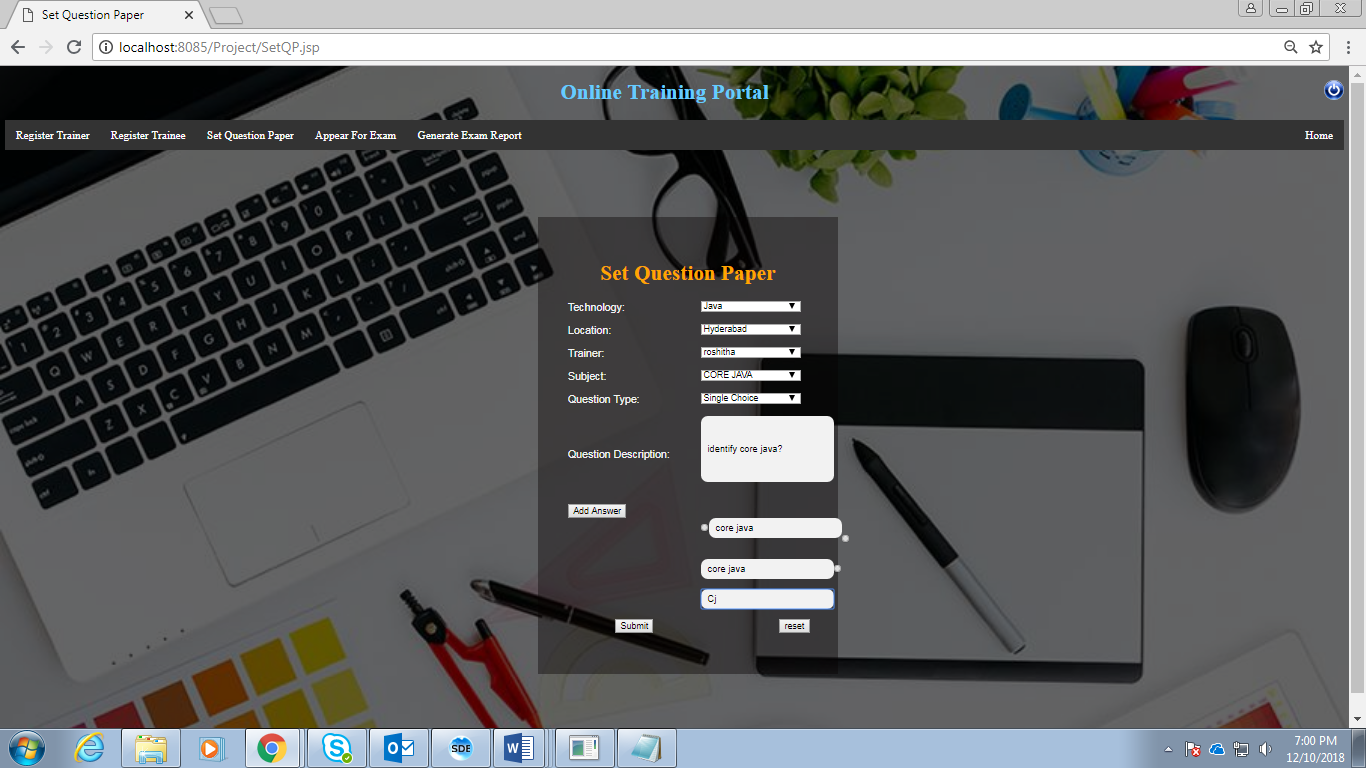 Set Question Paper
localhost:8085/Project/SetQP.jsp
Online Training Portal
Register Trainer Register Trainee Set Question Paper Appear For Exam Generate Exam Report Home
Set Question Paper
Technology: Java
Location: Hyderabad
Trainer: roshitha
Subject: CORE JAVA
Question Type: Single Choice
Question Description: identify core java?
Add Answer
core java
core java
Cj
Submit reset
SDE
7:00 PM
12/10/2018